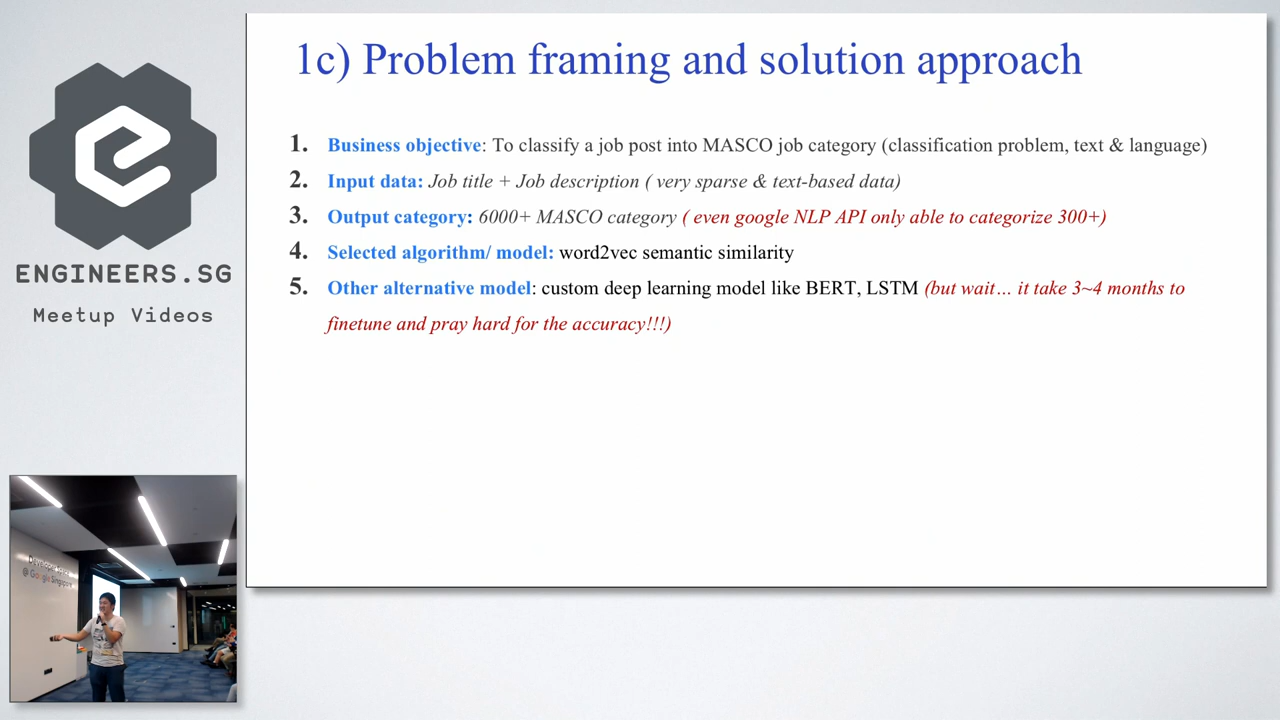 1c) Problem framing and solution approach
1. Business objective: To classify a job post into MASCO job category (classification problem, text & language)
2. Input data: Job title + Job description ( very sparse & text-based data)
3. Output category: 6000+ MASCO category ( even google NLP API only able to categorize 300+)
4. Selected algorithm/ model: word2vec semantic similarity
5. Other alternative model: custom deep learning model like BERT, LSTM (but wait… it take 3~4 months to
finetune and pray hard for the accuracy!!!)
ENGINEERS.SG
Meetup Videos
@ Google Singapore